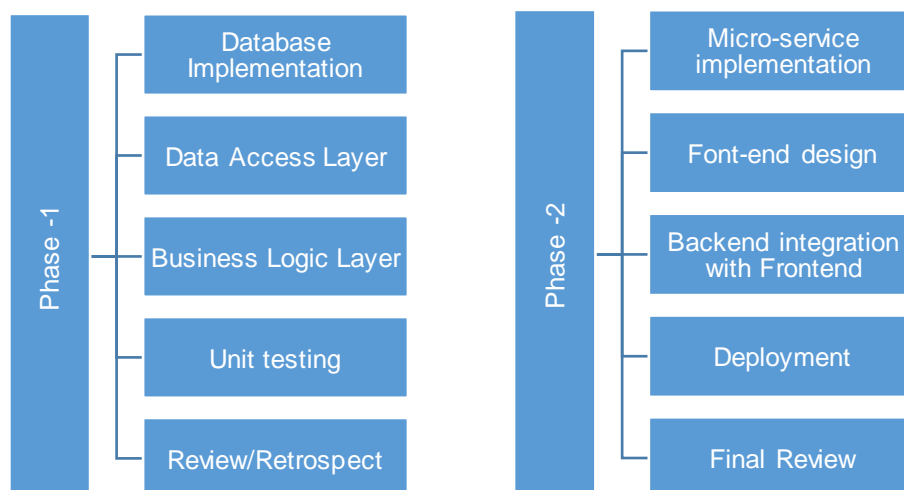 Phase -1
Database
Implementation
Data Access Layer
Business Logic Layer
Unit testing
Review/Retrospect
Phase -2
Micro-service
implementation
Font-end design
Backend integration
with Frontend
Deployment
Final Review